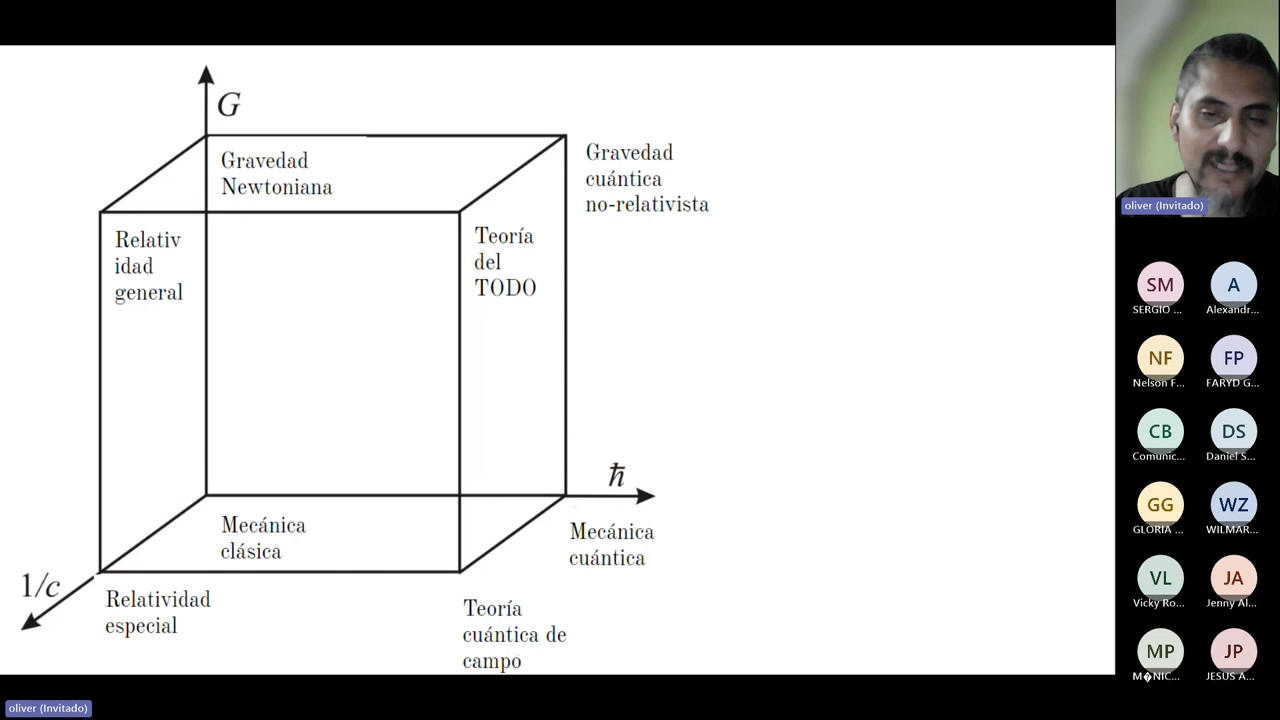 G
Gravedad
Newtoniana
Gravedad
cuántica
no-relativista
Relativ
idad
general
Teoría
del
TODO
ħ
Mecánica
clásica
Mecánica
cuántica
1/c
Relatividad
especial
Teoría
cuántica de
campo
oliver (Invitado)
oliver (Invitado)
SM
SERGIO ...
A
Alexandr...
NF
Nelson F...
FP
FARYD G...
CB
Comunic...
DS
Daniel S...
GG
GLORIA ...
WZ
WILMAR...
VL
Vicky Ro...
JA
Jenny Al...
MP
M�NIC...
JP
JESUS A...